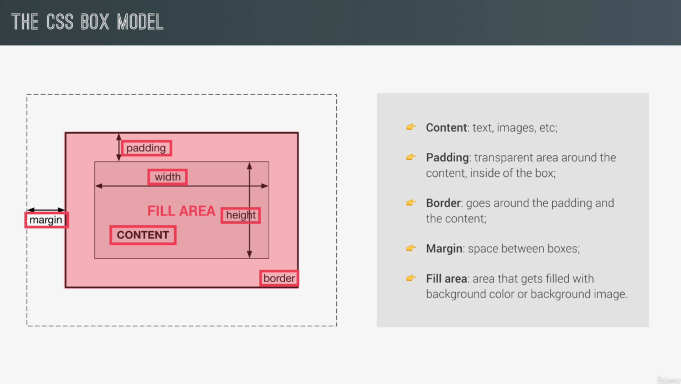 THE CSS BOX MODEL
padding
width
FILL AREA
height
margin
CONTENT
border
Content: text, images, etc;
Padding: transparent area around the
content, inside of the box;
Border: goes around the padding and
the content;
Margin: space between boxes;
Fill area: area that gets filled with
background color or background image.